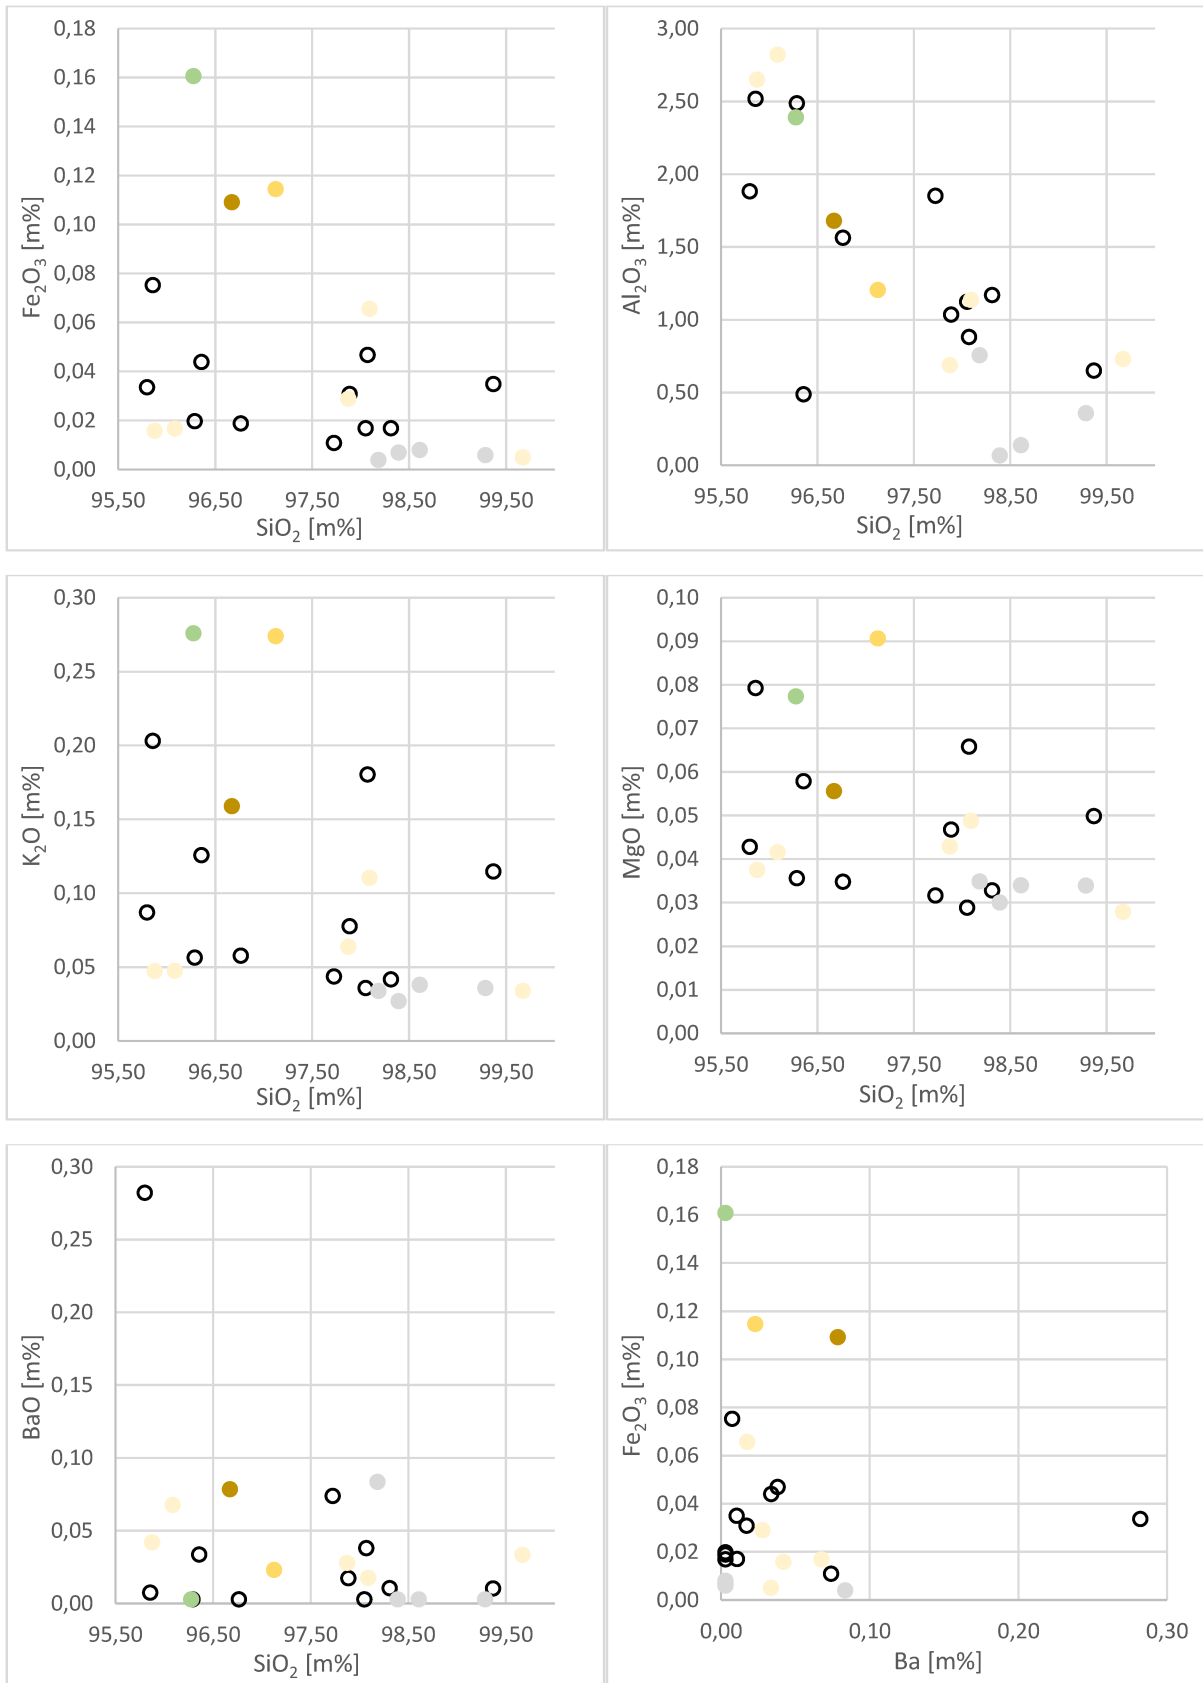 0,18
0,16
0,14
0,12
0,10
0,08
0,06
0,04
0,02
0,00
Fe₂O₃ [m%]
95,50 96,50 97,50 98,50 99,50
SiO₂ [m%]
3,00
2,50
2,00
1,50
1,00
0,50
0,00
Al₂O₃ [m%]
95,50 96,50 97,50 98,50 99,50
SiO₂ [m%]
0,30
0,25
0,20
0,15
0,10
0,05
0,00
K₂O [m%]
95,50 96,50 97,50 98,50 99,50
SiO₂ [m%]
0,10
0,09
0,08
0,07
0,06
0,05
0,04
0,03
0,02
0,01
0,00
MgO [m%]
95,50 96,50 97,50 98,50 99,50
SiO₂ [m%]
0,30
0,25
0,20
0,15
0,10
0,05
0,00
BaO [m%]
95,50 96,50 97,50 98,50 99,50
SiO₂ [m%]
0,18
0,16
0,14
0,12
0,10
0,08
0,06
0,04
0,02
0,00
Fe₂O₃ [m%]
0,00 0,10 0,20 0,30
Ba [m%]